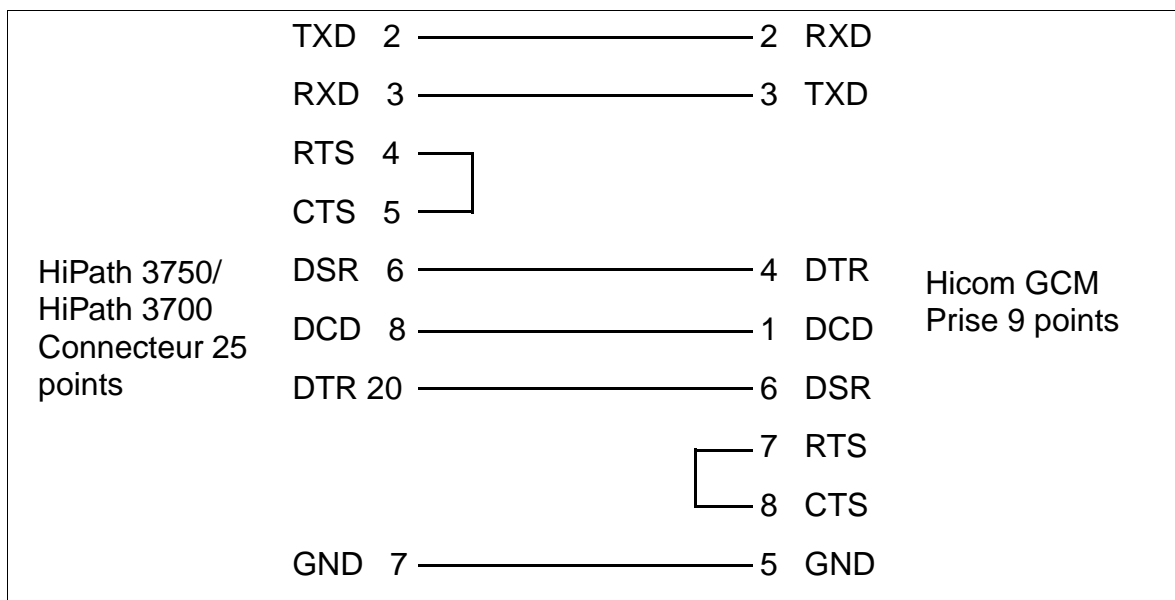 TXD 2 2 RXD
RXD 3 3 TXD
RTS 4
CTS 5
HiPath 3750/
HiPath 3700
Connecteur 25
points
DSR 6 4 DTR
DCD 8 1 DCD
DTR 20 6 DSR
7 RTS
8 CTS
GND 7 5 GND
Hicom GCM
Prise 9 points